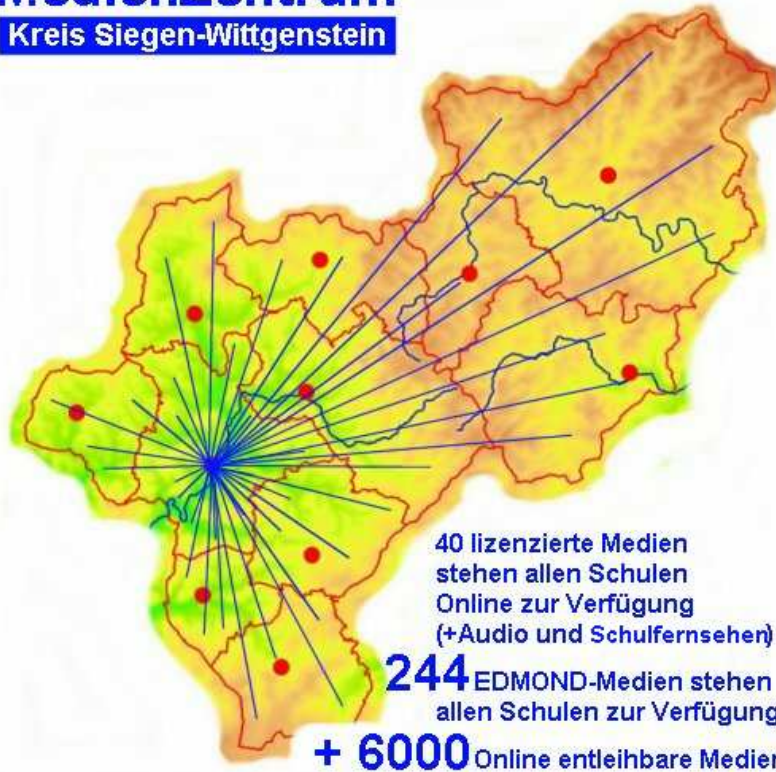 Medienzentrum
Kreis Siegen-Wittgenstein
40 lizenzierte Medien
stehen allen Schulen
Online zur Verfügung
(+Audio und Schulfernsehen)
244 EDMOND-Medien stehen
allen Schulen zur Verfügung
+ 6000 Online entleihbare Medien